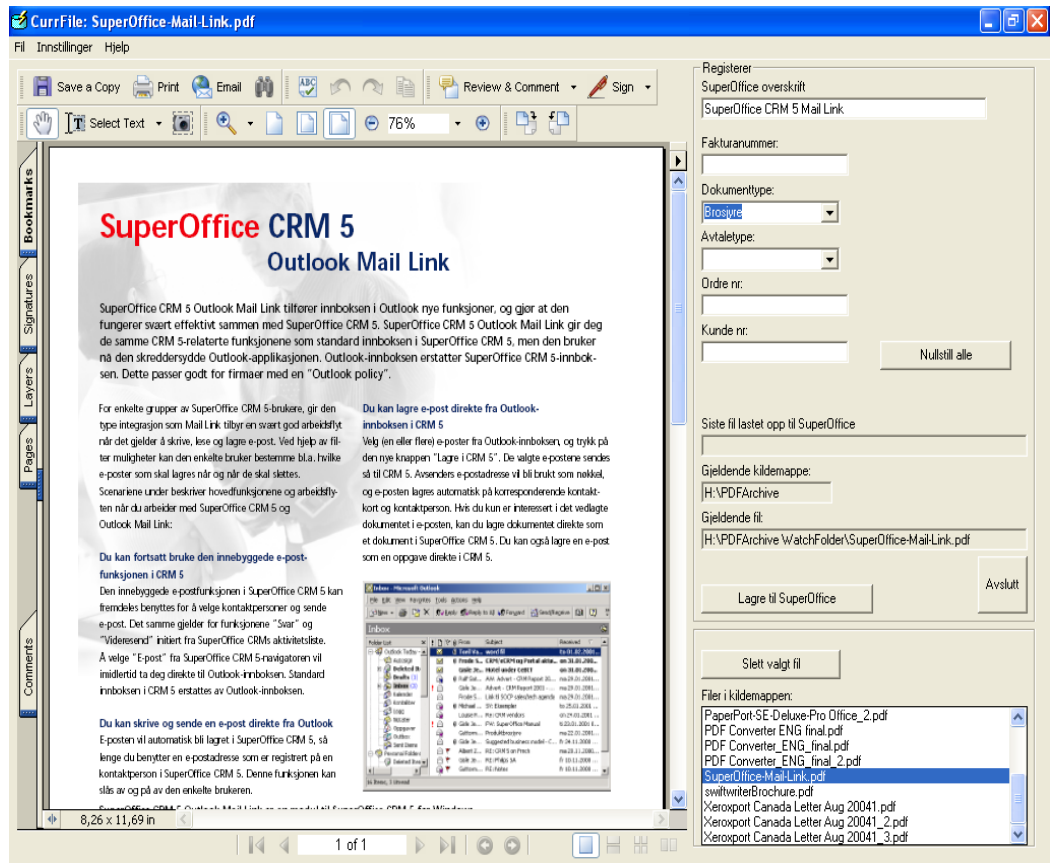 CurrFile: SuperOffice-Mail-Link.pdf
Fil Innstillinger Hjelp
Save a Copy Print Email Review & Comment Sign
Select Text 76%
Bookmarks
Signatures
Layers
Pages
Comments
SuperOffice CRM 5
Outlook Mail Link
SuperOffice CRM 5 Outlook Mail Link tilfører innboksen i Outlook nye funksjoner, og gjør at den
fungerer svært effektivt sammen med SuperOffice CRM 5. SuperOffice CRM 5 Outlook Mail Link gir deg
de samme CRM 5-relaterte funksjonene som standard innboksen i SuperOffice CRM 5, men den bruker
nå den skreddersydde Outlook-applikasjonen. Outlook-innboksen erstatter SuperOffice CRM 5-innbok-
sen. Dette passer godt for firmaer med en "Outlook policy".
For enkelte grupper av SuperOffice CRM 5-brukere, gir den
type integrasjon som Mail Link tilbyr en svært god arbeidsflyt
når det gjelder å skrive, lese og lagre e-post. Ved hjelp av fil-
ter muligheter kan den enkelte bruker bestemme bl.a. hvilke
e-poster som skal lagres når og når de skal slettes.
Scenariene under beskriver hovedfunksjonene og arbeidsfly-
ten når du arbeider med SuperOffice CRM 5 og
Outlook Mail Link:
Du kan fortsatt bruke den innebyggede e-post-
funksjonen i CRM 5
Den innebyggede e-postfunksjonen i SuperOffice CRM 5 kan
fremdeles benyttes for å velge kontaktpersoner og sende
e-post. Det samme gjelder for funksjonene "Svar" og
"Videresend" initiert fra SuperOffice CRMs aktivitetsliste.
Å velge "E-post" fra SuperOffice CRM 5-navigatoren vil
imidlertid ta deg direkte til Outlook-innboksen. Standard
innboksen i CRM 5 erstattes av Outlook-innboksen.
Du kan skrive og sende en e-post direkte fra Outlook
E-posten vil automatisk bli lagret i SuperOffice CRM 5, så
lenge du benytter en e-postadresse som er registrert på en
kontaktperson i SuperOffice CRM 5. Denne funksjonen kan
slås av og på av den enkelte brukeren.
Du kan lagre e-post direkte fra Outlook-
innboksen i CRM 5
Velg (en eller flere) e-poster fra Outlook-innboksen, og trykk på
den nye knappen "Lagre i CRM 5". De valgte e-postene sendes
så til CRM 5. Avsenders e-postadresse vil bli brukt som nøkkel,
og e-posten lagres automatisk på korresponderende kontakt-
kort og kontaktperson. Hvis du kun er interessert i det vedlagte
dokumentet i e-posten, kan du lagre dokumentet direkte som
et dokument i SuperOffice CRM 5. Du kan også lagre en e-post
som en oppgave direkte i CRM 5.
Inbox - Microsoft Outlook
Inbox
8,26 x 11,69 in
1 of 1
Registerer
SuperOffice overskrift
SuperOffice CRM 5 Mail Link
Fakturanummer:
Dokumenttype:
Brosjyre
Avtaletype:
Ordre nr:
Kunde nr:
Nullstill alle
Siste fil lastet opp til SuperOffice
Gjeldende kildemappe:
H:\PDFArchive
Gjeldende fil:
H:\PDFArchive WatchFolder\SuperOffice-Mail-Link.pdf
Lagre til SuperOffice
Avslutt
Slett valgt fil
Filer i kildemappen:
PaperPort-SE-Deluxe-Pro Office_2.pdf
PDF Converter ENG final.pdf
PDF Converter_ENG_final.pdf
PDF Converter_ENG_final_2.pdf
SuperOffice-Mail-Link.pdf
swiftwriterBrochure.pdf
Xeroxport Canada Letter Aug 20041.pdf
Xeroxport Canada Letter Aug 20041_2.pdf
Xeroxport Canada Letter Aug 20041_3.pdf